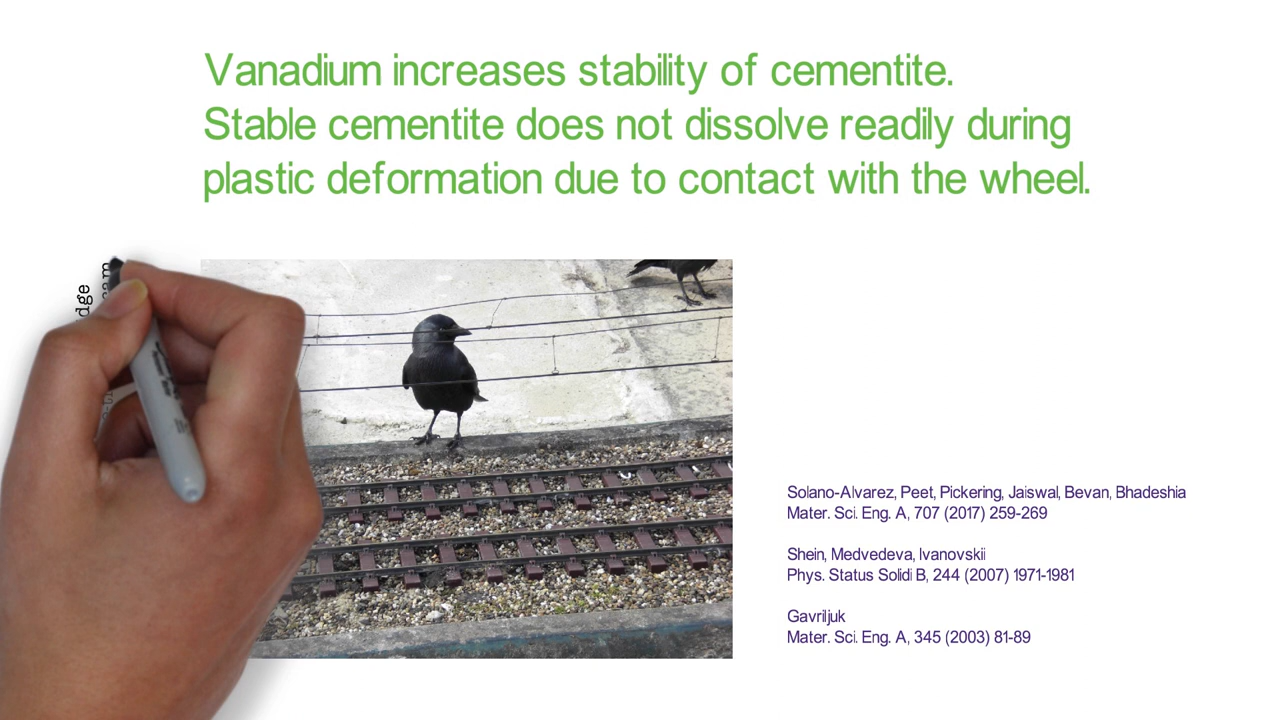 Vanadium increases stability of cementite.
Stable cementite does not dissolve readily during
plastic deformation due to contact with the wheel.
Solano-Alvarez, Peet, Pickering, Jaiswal, Bevan, Bhadeshia
Mater. Sci. Eng. A, 707 (2017) 259-269
Shein, Medvedeva, Ivanovskii
Phys. Status Solidi B, 244 (2007) 1971-1981
Gavriljuk
Mater. Sci. Eng. A, 345 (2003) 81-89